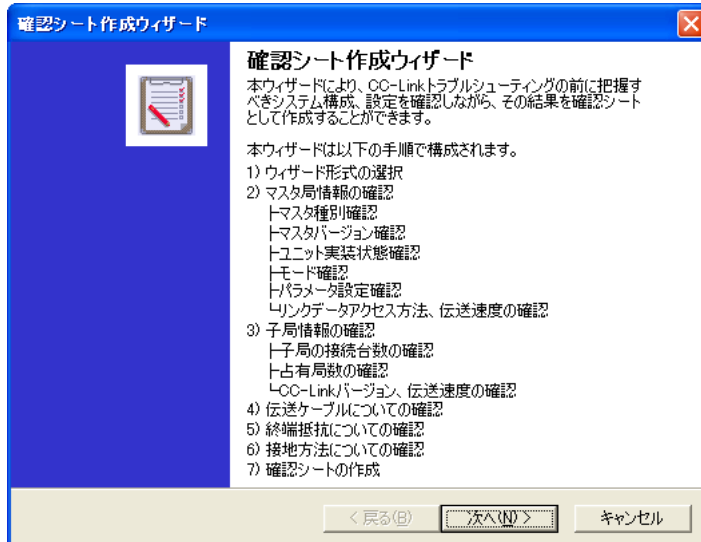 確認シート作成ウィザード
確認シート作成ウィザード
本ウィザードにより、CC-Linkトラブルシューティングの前に把握す
べきシステム構成、設定を確認しながら、その結果を確認シート
として作成することができます。
本ウィザードは以下の手順で構成されます。
1) ウィザード形式の選択
2) マスタ局情報の確認
├マスタ種別確認
├マスタバージョン確認
├ユニット実装状態確認
├モード確認
├パラメータ設定確認
└リンクデータアクセス方法、伝送速度の確認
3) 子局情報の確認
├子局の接続台数の確認
├占有局数の確認
└CC-Linkバージョン、伝送速度の確認
4) 伝送ケーブルについての確認
5) 終端抵抗についての確認
6) 接地方法についての確認
7) 確認シートの作成
< 戻る(B) 次へ(N) > キャンセル